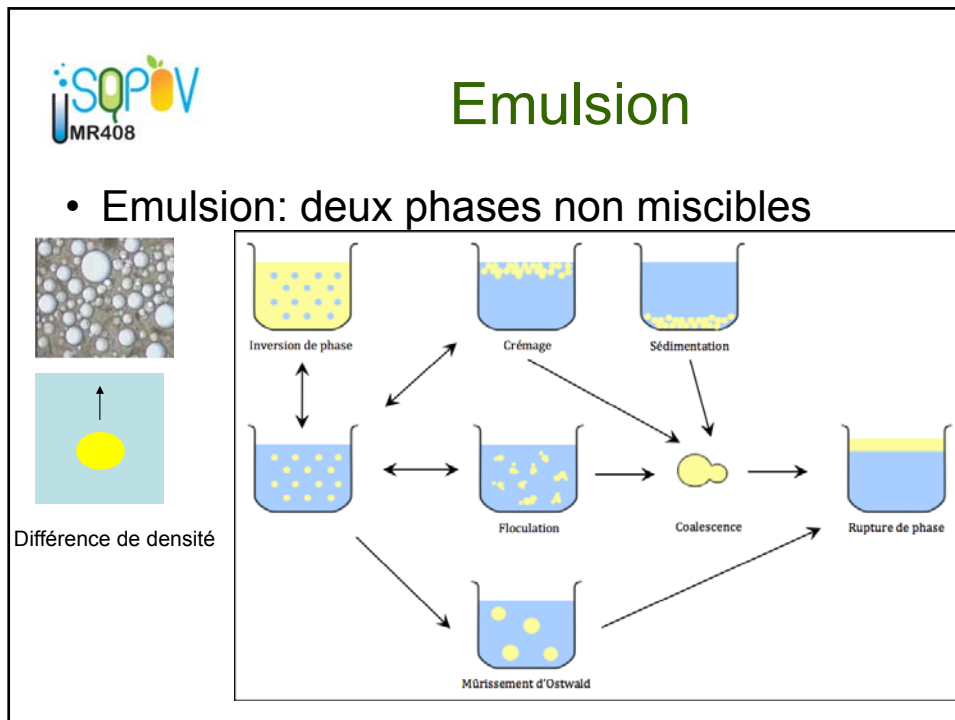 SQPOV
UMR408
Emulsion
• Emulsion: deux phases non miscibles
Inversion de phase
Crémage
Sédimentation
Différence de densité
Floculation
Coalescence
Rupture de phase
Mûrissement d'Ostwald